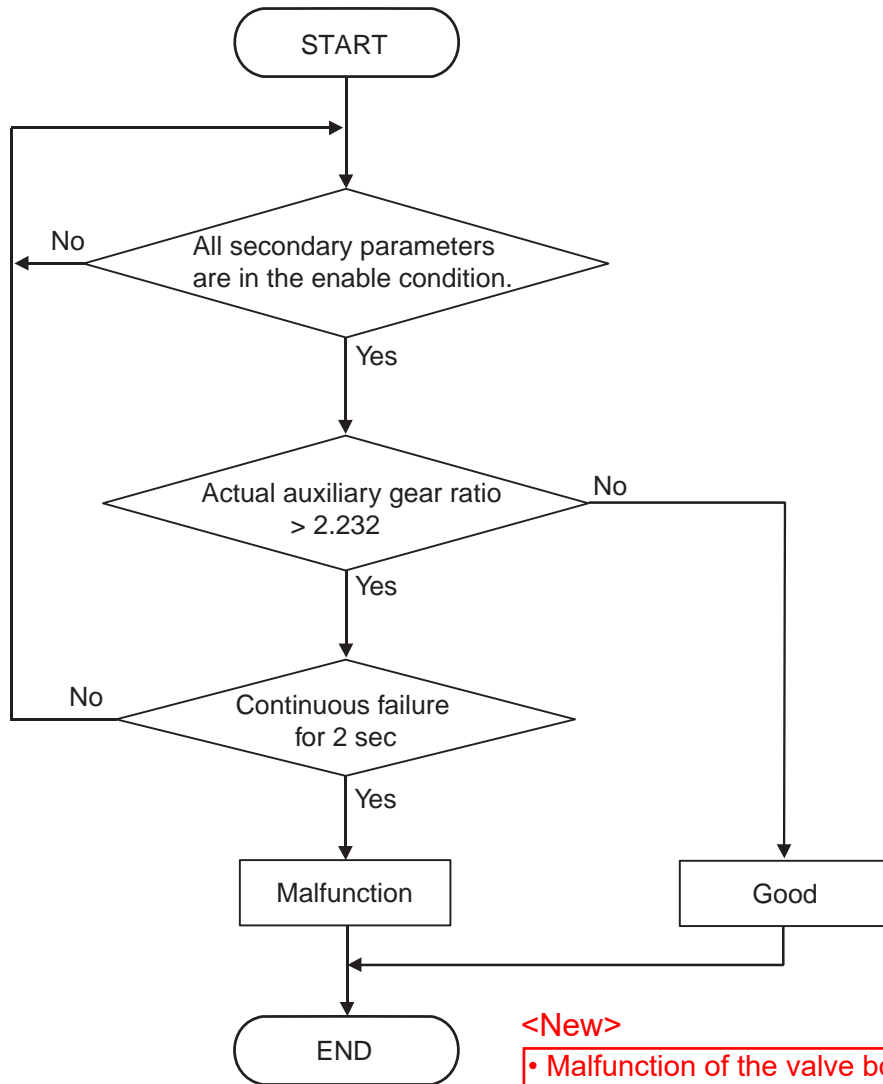 START
No
All secondary parameters
are in the enable condition.
Yes
Actual auxiliary gear ratio
> 2.232
No
Yes
No
Continuous failure
for 2 sec
Yes
Malfunction
Good
END
<New>
• Malfunction of the valve